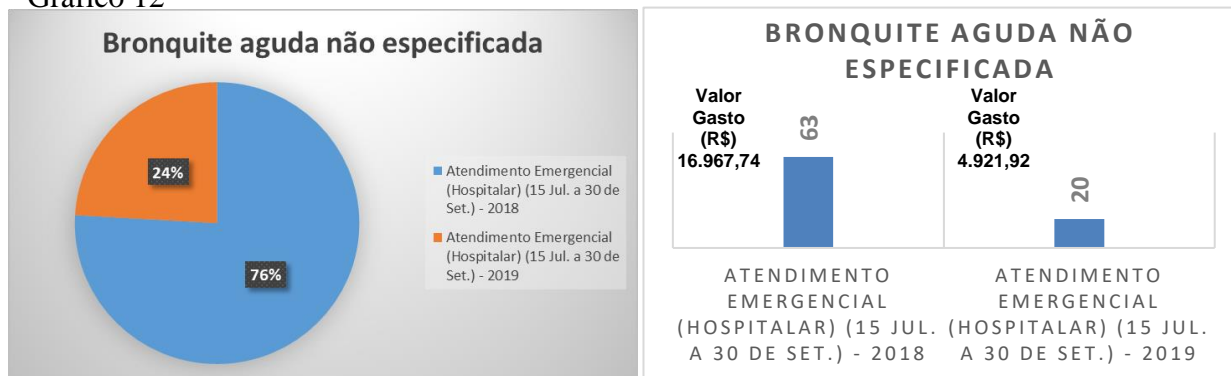 Gráfico 12
Bronquite aguda não especificada
24%
76%
Atendimento Emergencial
(Hospitalar) (15 Jul. a 30 de
Set.) - 2018
Atendimento Emergencial
(Hospitalar) (15 Jul. a 30 de
Set.) - 2019
BRONQUITE AGUDA NÃO
ESPECIFICADA
Valor
Gasto
(R$)
16.967,74
63
Valor
Gasto
(R$)
4.921,92
20
ATENDIMENTO
EMERGENCIAL
(HOSPITALAR) (15 JUL.
A 30 DE SET.) - 2018
ATENDIMENTO
EMERGENCIAL
(HOSPITALAR) (15 JUL.
A 30 DE SET.) - 2019